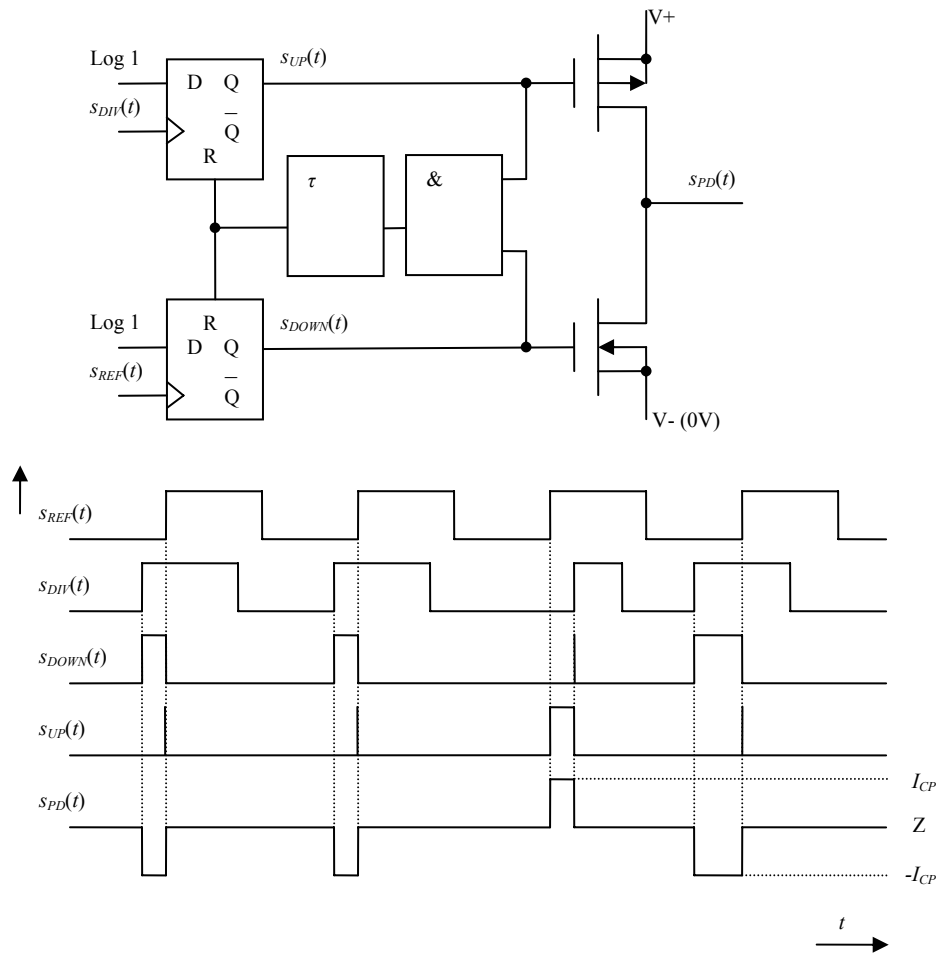 V+
Log 1
s_UP(t)
D Q
s_DIV(t)
Q̅
R
τ
&
s_PD(t)
Log 1
R
s_DOWN(t)
D Q
s_REF(t)
Q̅
V- (0V)
s_REF(t)
s_DIV(t)
s_DOWN(t)
s_UP(t)
I_CP
s_PD(t)
Z
-I_CP
t